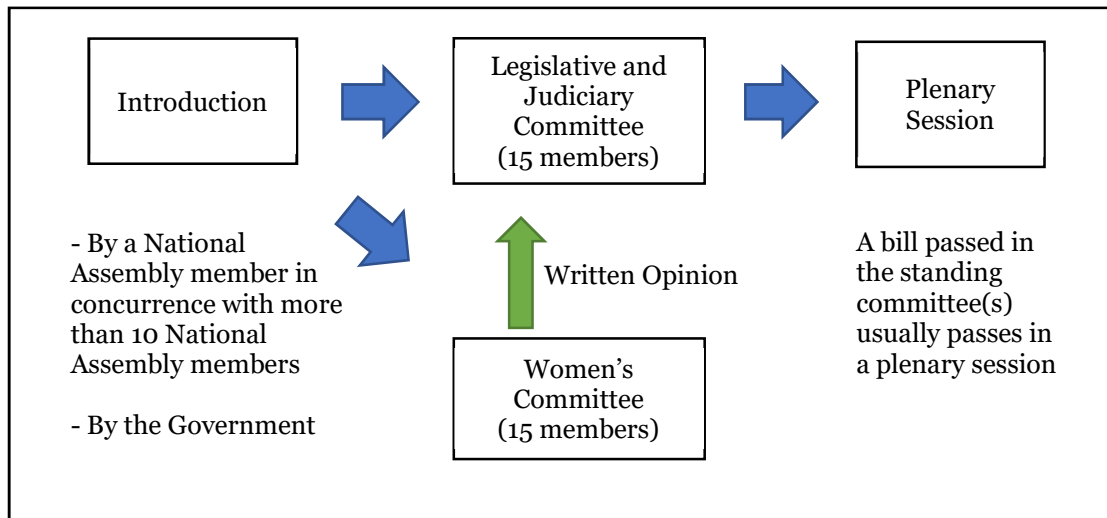 Introduction
Legislative and
Judiciary
Committee
(15 members)
Plenary
Session
- By a National
Assembly member in
concurrence with more
than 10 National
Assembly members
- By the Government
Written Opinion
Women’s
Committee
(15 members)
A bill passed in
the standing
committee(s)
usually passes in
a plenary session